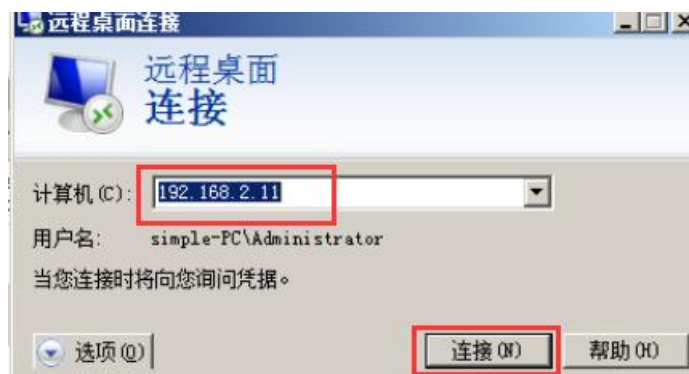 远程桌面连接
远程桌面
连接
计算机(C): 192.168.2.11
用户名: simple-PC\Administrator
当您连接时将向您询问凭据。
选项(O) 连接(N) 帮助(H)